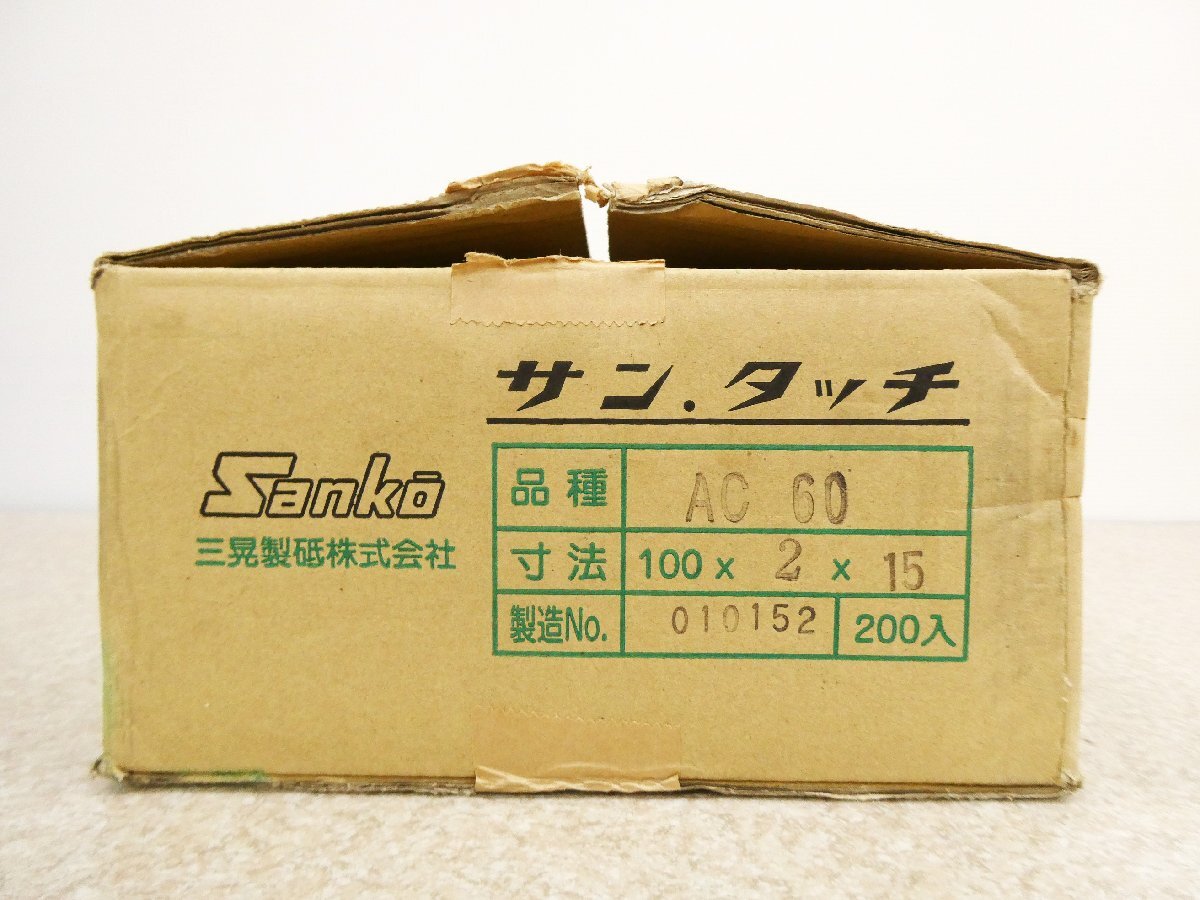 サン.タッチ
Sankō
三晃製砥株式会社
品種 AC 60
寸法 100 x 2 x 15
製造No. 010152 200入